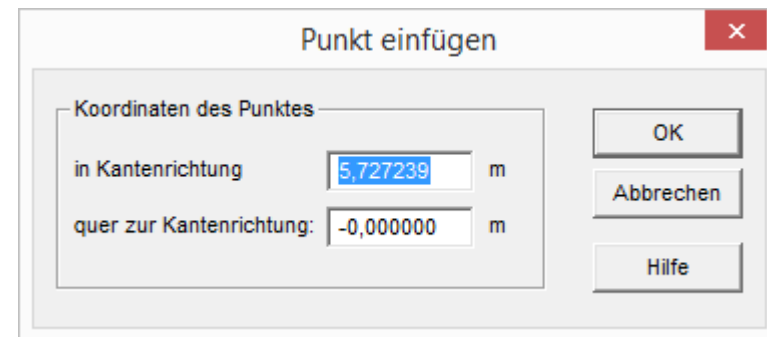 Punkt einfügen
Koordinaten des Punktes
in Kantenrichtung 5,727239 m
quer zur Kantenrichtung: -0,000000 m
OK
Abbrechen
Hilfe